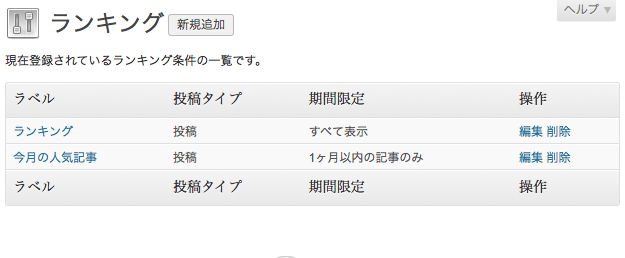 ヘルプ
ランキング 新規追加
現在登録されているランキング条件の一覧です。
ラベル 投稿タイプ 期間限定 操作
ランキング 投稿 すべて表示 編集 削除
今月の人気記事 投稿 1ヶ月以内の記事のみ 編集 削除
ラベル 投稿タイプ 期間限定 操作